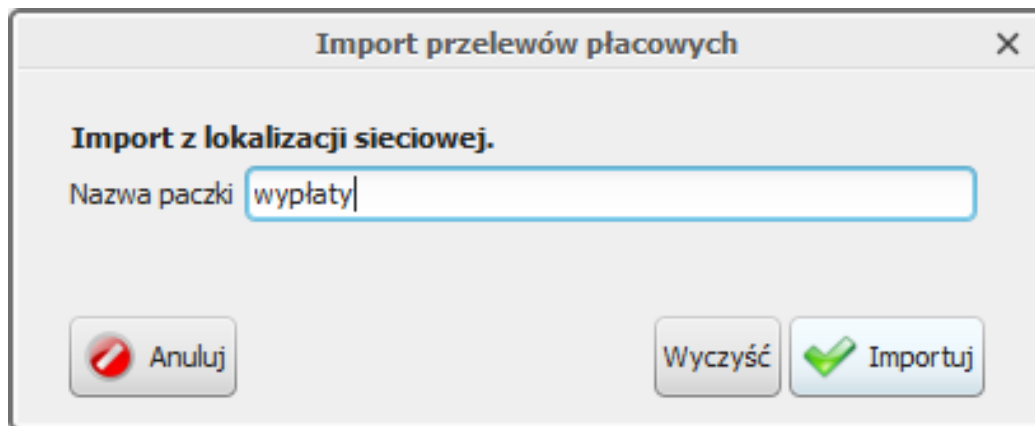 Import przelewów płacowych
Import z lokalizacji sieciowej.
Nazwa paczki wypłaty
Anuluj Wyczyść Importuj